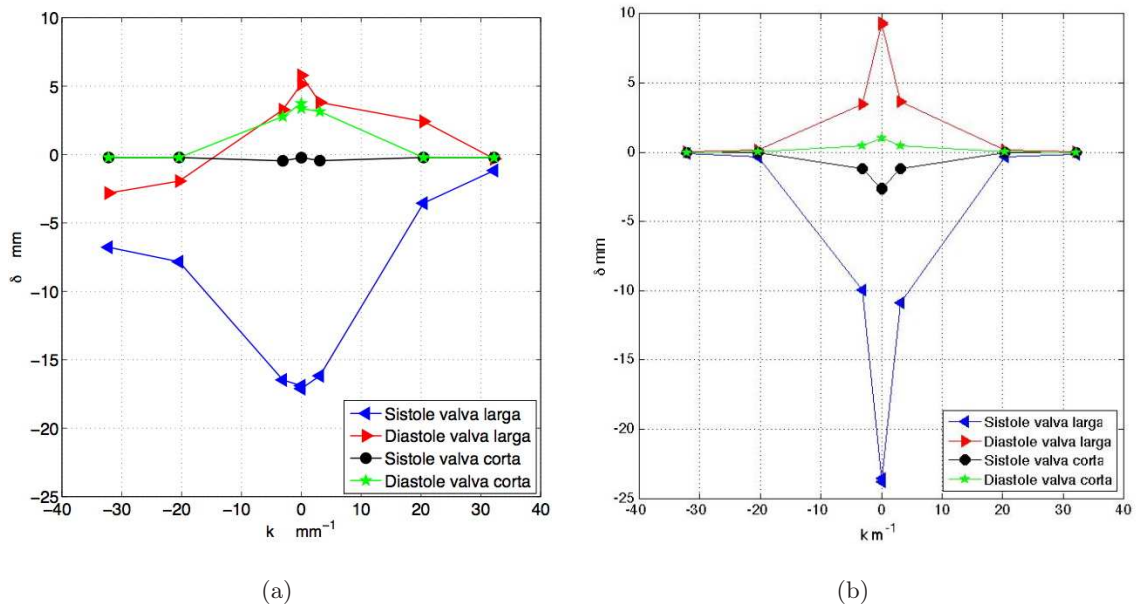 10
5
0
−5
−10
−15
−20
−25
δ mm
−40 −30 −20 −10 0 10 20 30 40
k mm⁻¹
Sistole valva larga
Diastole valva larga
Sistole valva corta
Diastole valva corta
(a)
10
5
0
-5
-10
-15
-20
-25
δ mm
-40 -30 -20 -10 0 10 20 30 40
k m⁻¹
Sistole valva larga
Diastole valva larga
Sistole valva corta
Diastole valva corta
(b)